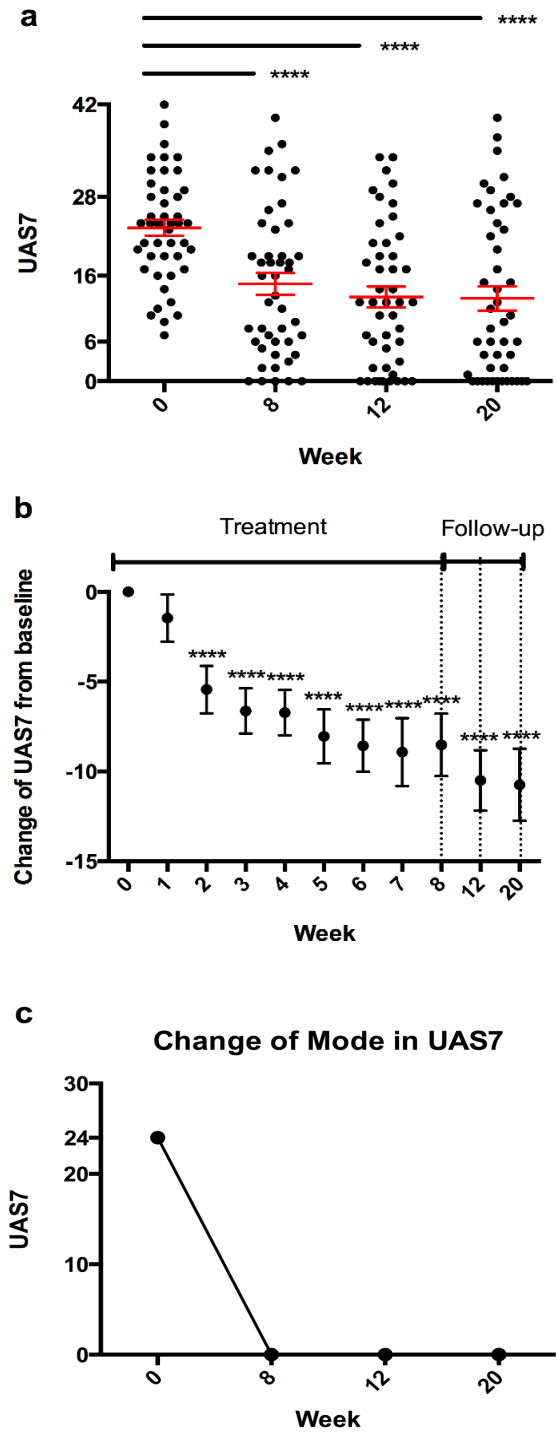 a
****
****
****
42
28
16
6
0
UAS7
0 8 12 20
Week
b
Treatment Follow-up
0
-5
-10
-15
Change of UAS7 from baseline
**** **** **** **** **** **** **** **** ****
0 1 2 3 4 5 6 7 8 12 20
Week
c
Change of Mode in UAS7
30
24
20
10
0
UAS7
0 8 12 20
Week